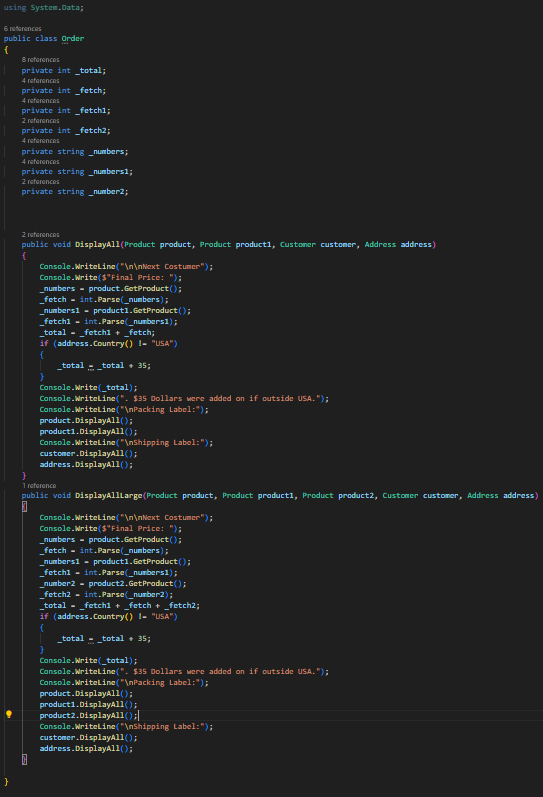 using System.Data;
6 references
public class Order
{
8 references
private int _total;
4 references
private int _fetch;
4 references
private int _fetch1;
2 references
private int _fetch2;
4 references
private string _numbers;
4 references
private string _numbers1;
2 references
private string _number2;
2 references
public void DisplayAll(Product product, Product product1, Customer customer, Address address)
{
Console.WriteLine("\n\nNext Costumer");
Console.Write($"Final Price: ");
_numbers = product.GetProduct();
_fetch = int.Parse(_numbers);
_numbers1 = product1.GetProduct();
_fetch1 = int.Parse(_numbers1);
_total = _fetch1 + _fetch;
if (address.Country() != "USA")
{
_total = _total + 35;
}
Console.Write(_total);
Console.WriteLine(". $35 Dollars were added on if outside USA.");
Console.WriteLine("\nPacking Label:");
product.DisplayAll();
product1.DisplayAll();
Console.WriteLine("\nShipping Label:");
customer.DisplayAll();
address.DisplayAll();
}
1 reference
public void DisplayAllLarge(Product product, Product product1, Product product2, Customer customer, Address address)
{
Console.WriteLine("\n\nNext Costumer");
Console.Write($"Final Price: ");
_numbers = product.GetProduct();
_fetch = int.Parse(_numbers);
_numbers1 = product1.GetProduct();
_fetch1 = int.Parse(_numbers1);
_number2 = product2.GetProduct();
_fetch2 = int.Parse(_number2);
_total = _fetch1 + _fetch + _fetch2;
if (address.Country() != "USA")
{
_total = _total + 35;
}
Console.Write(_total);
Console.WriteLine(". $35 Dollars were added on if outside USA.");
Console.WriteLine("\nPacking Label:");
product.DisplayAll();
product1.DisplayAll();
product2.DisplayAll();
Console.WriteLine("\nShipping Label:");
customer.DisplayAll();
address.DisplayAll();
}
}